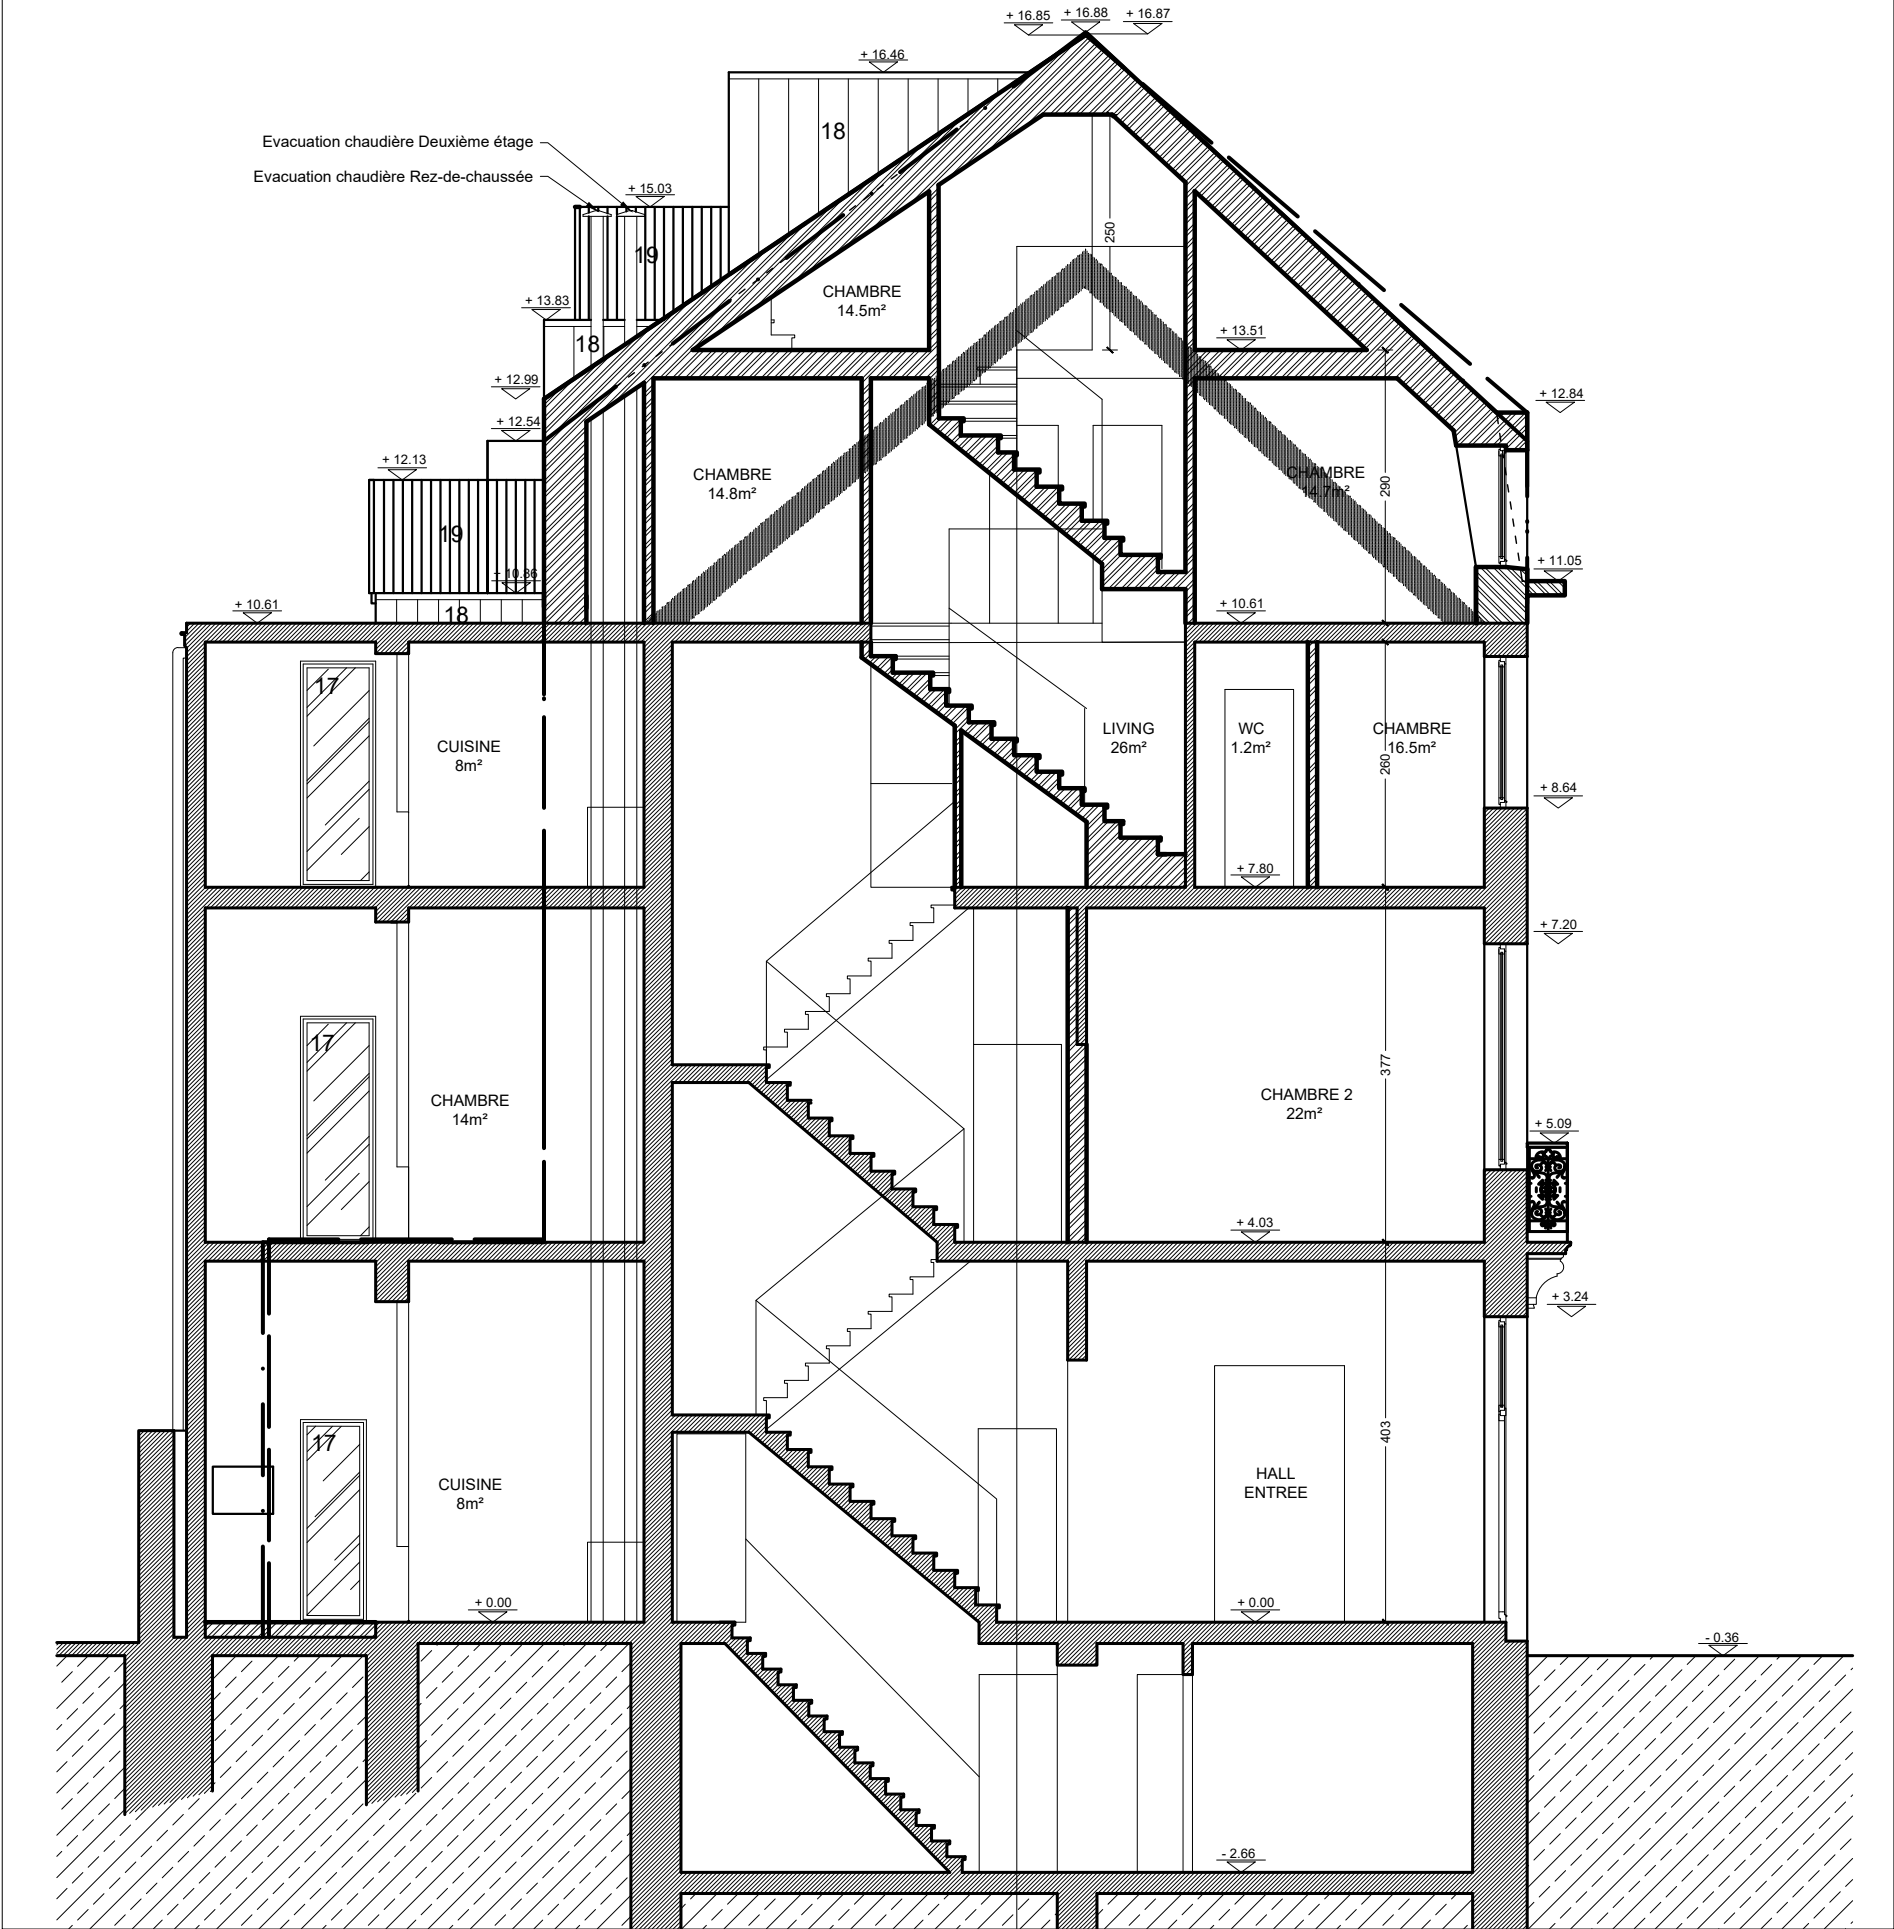 + 16.85
+ 16.88
+ 16.87
+ 16.46
18
Evacuation chaudière Deuxième étage
Evacuation chaudière Rez-de-chaussée
+ 15.03
19
250
CHAMBRE
14.5m²
+ 13.83
18
+ 13.51
+ 12.99
+ 12.84
+ 12.54
+ 12.13
CHAMBRE
14.8m²
CHAMBRE
14.7m²
290
19
+ 10.86
+ 11.05
18
+ 10.61
+ 10.61
17
CUISINE
8m²
LIVING
26m²
WC
1.2m²
CHAMBRE
16.5m²
260
+ 8.64
+ 7.80
+ 7.20
17
CHAMBRE
14m²
377
CHAMBRE 2
22m²
+ 5.09
+ 4.03
+ 3.24
17
CUISINE
8m²
403
HALL
ENTREE
+ 0.00
+ 0.00
- 0.36
- 2.66